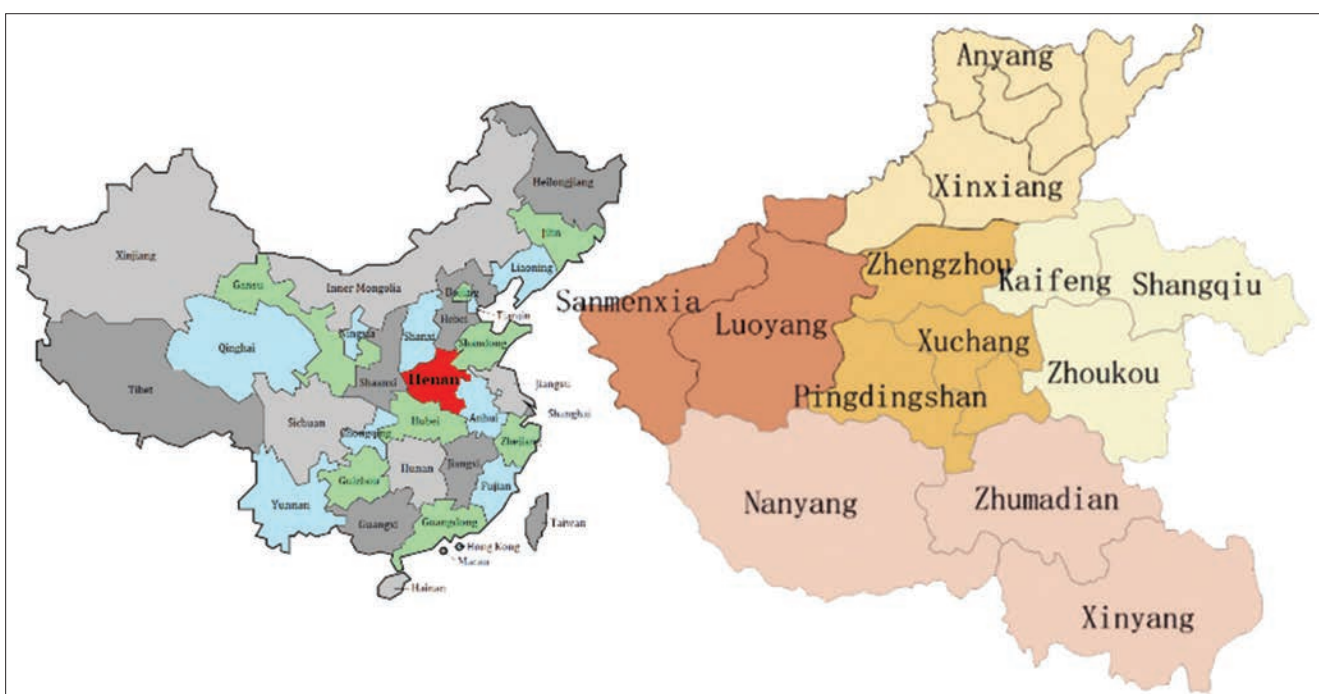 Heilongjiang
Jilin
Xinjiang
Liaoning
Gansu
Inner Mongolia
Beijing
Tianjin
Hebei
Ningxia
Shanxi
Shandong
Qinghai
Shaanxi
Henan
Tibet
Jiangsu
Shanghai
Anhui
Hubei
Sichuan
Chongqing
Zhejian
Hunan
Jiangxi
Guizhou
Fujian
Yunnan
Guangxi
Guangdong
Taiwan
Hong Kong
Macau
Hainan
Anyang
Xinxiang
Zhengzhou
Kaifeng
Shangqiu
Sanmenxia
Luoyang
Xuchang
Zhoukou
Pingdingshan
Nanyang
Zhumadian
Xinyang